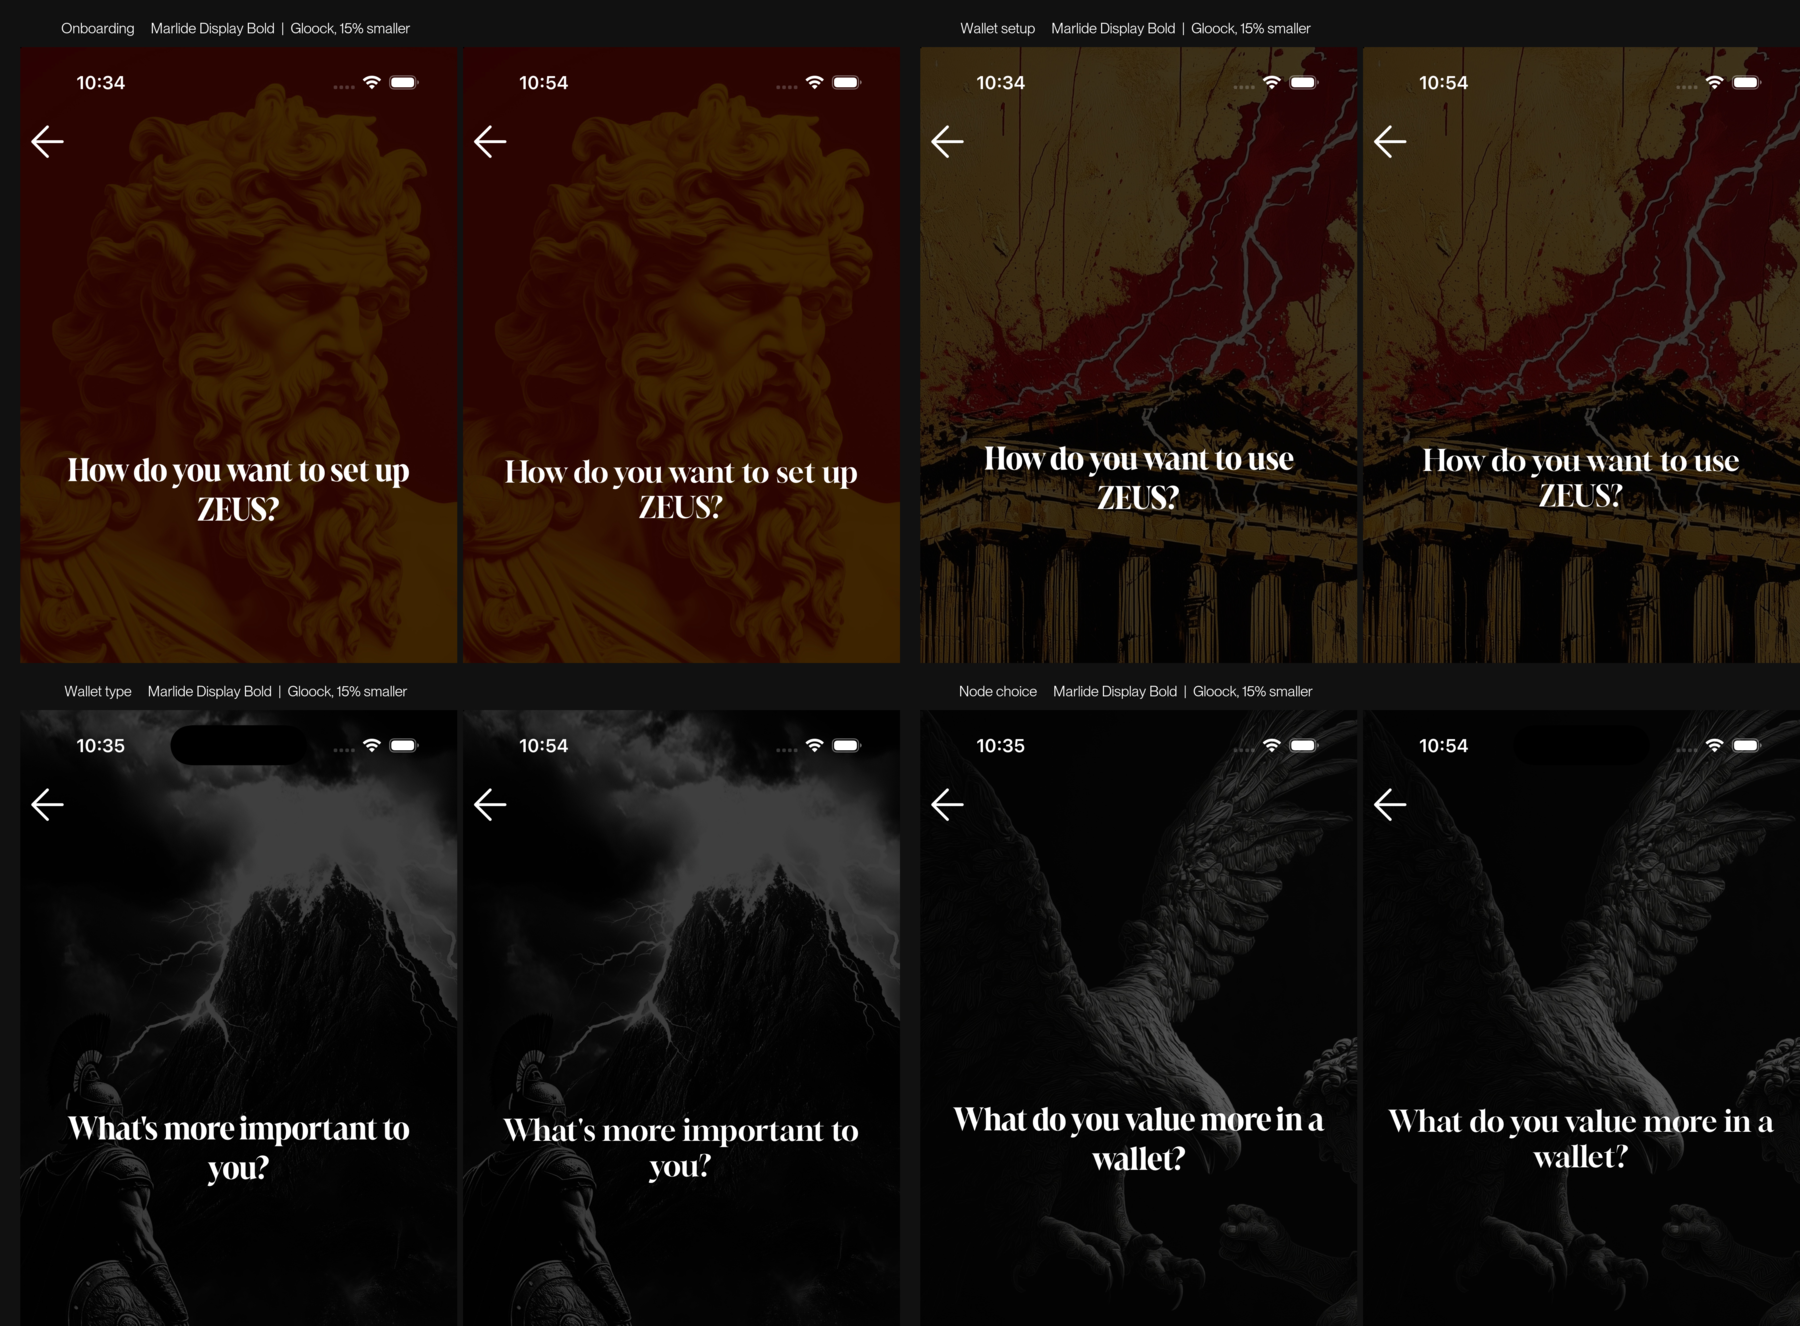 Onboarding Marlide Display Bold | Gloock, 15% smaller
10:34
How do you want to set up
ZEUS?
10:54
How do you want to set up
ZEUS?
Wallet setup Marlide Display Bold | Gloock, 15% smaller
10:34
How do you want to use
ZEUS?
10:54
How do you want to use
ZEUS?
Wallet type Marlide Display Bold | Gloock, 15% smaller
10:35
What's more important to
you?
10:54
What's more important to
you?
Node choice Marlide Display Bold | Gloock, 15% smaller
10:35
What do you value more in a
wallet?
10:54
What do you value more in a
wallet?